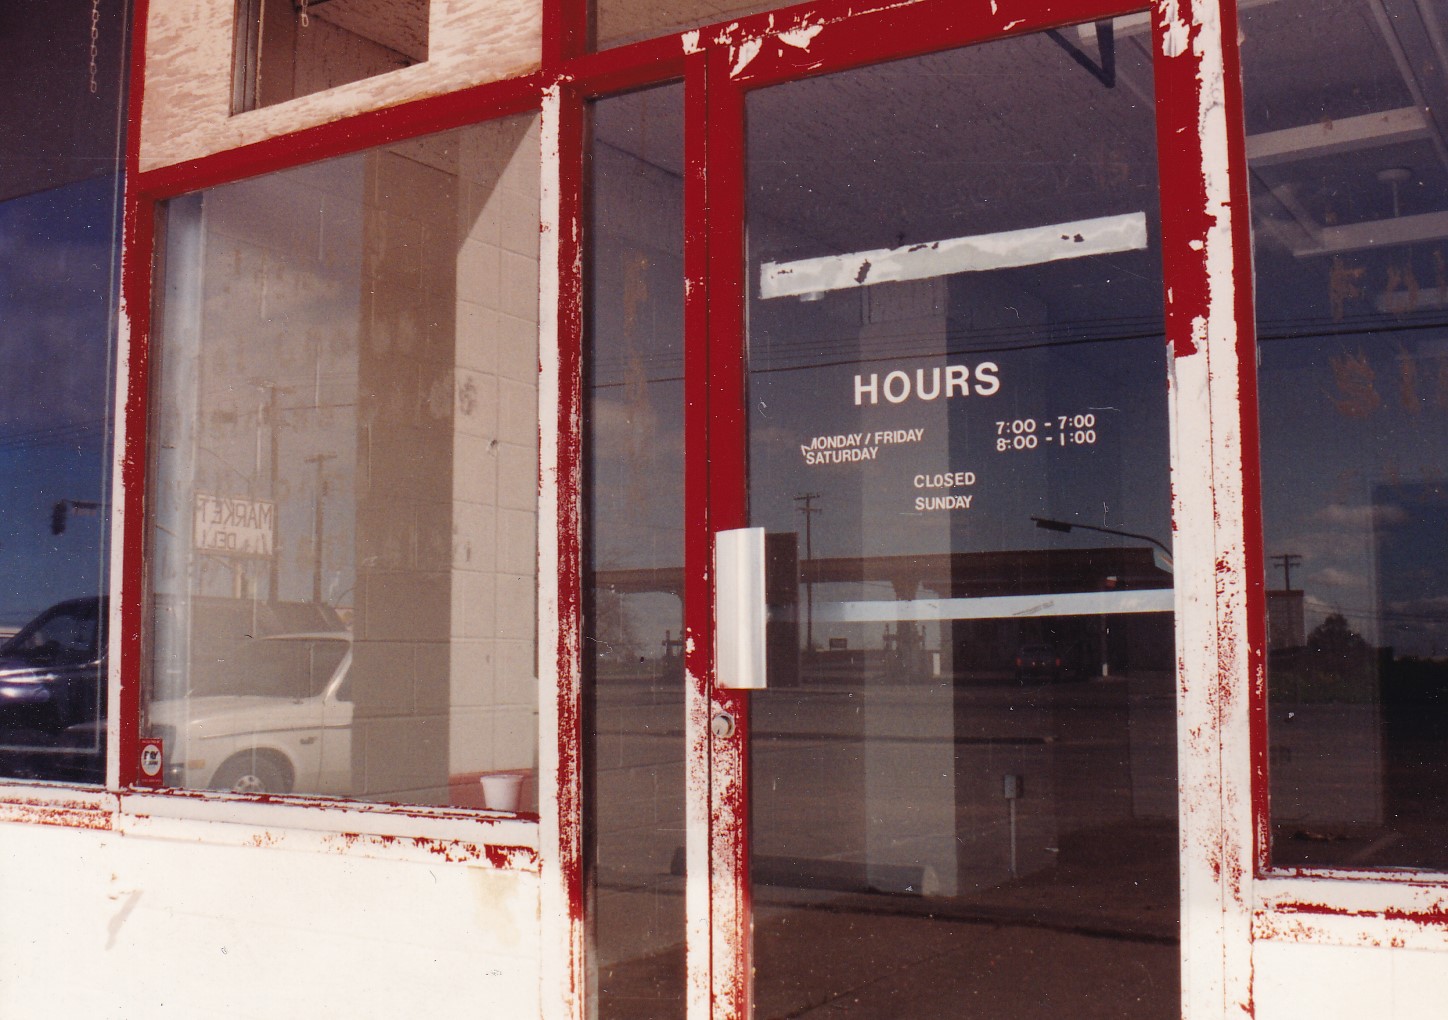 HOURS
MONDAY / FRIDAY 7:00 - 7:00
SATURDAY 8:00 - 1:00
CLOSED
SUNDAY
MARKET
DELI